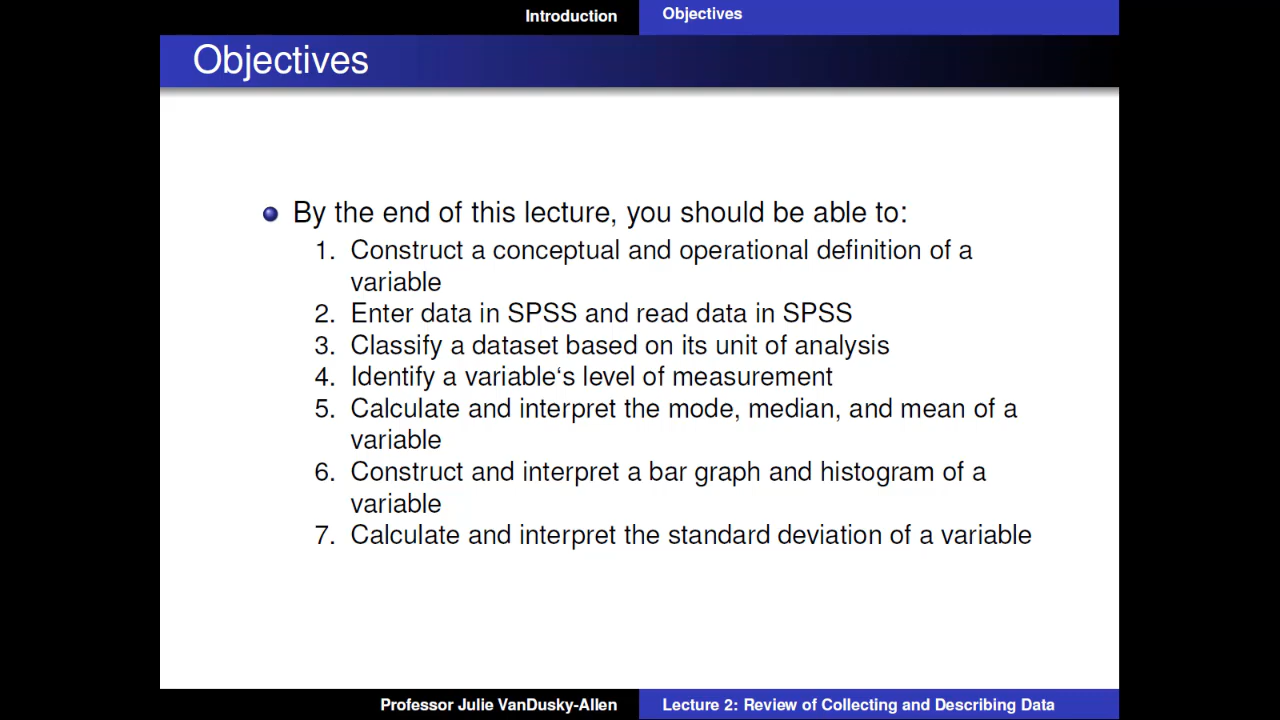 Introduction
Objectives
Objectives
By the end of this lecture, you should be able to:
1. Construct a conceptual and operational definition of a
variable
2. Enter data in SPSS and read data in SPSS
3. Classify a dataset based on its unit of analysis
4. Identify a variable‘s level of measurement
5. Calculate and interpret the mode, median, and mean of a
variable
6. Construct and interpret a bar graph and histogram of a
variable
7. Calculate and interpret the standard deviation of a variable
Professor Julie VanDusky-Allen
Lecture 2: Review of Collecting and Describing Data